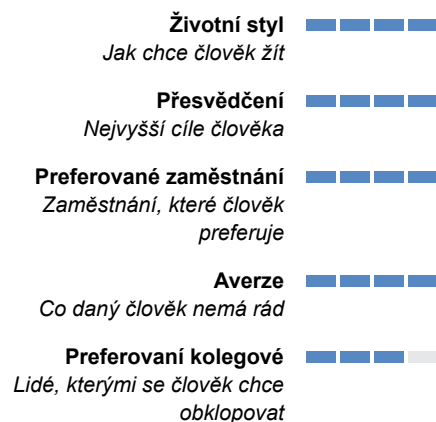 Životní styl
Jak chce člověk žít
Přesvědčení
Nejvyšší cíle člověka
Preferované zaměstnání
Zaměstnání, které člověk
preferuje
Averze
Co daný člověk nemá rád
Preferovaní kolegové
Lidé, kterými se člověk chce
obklopovat